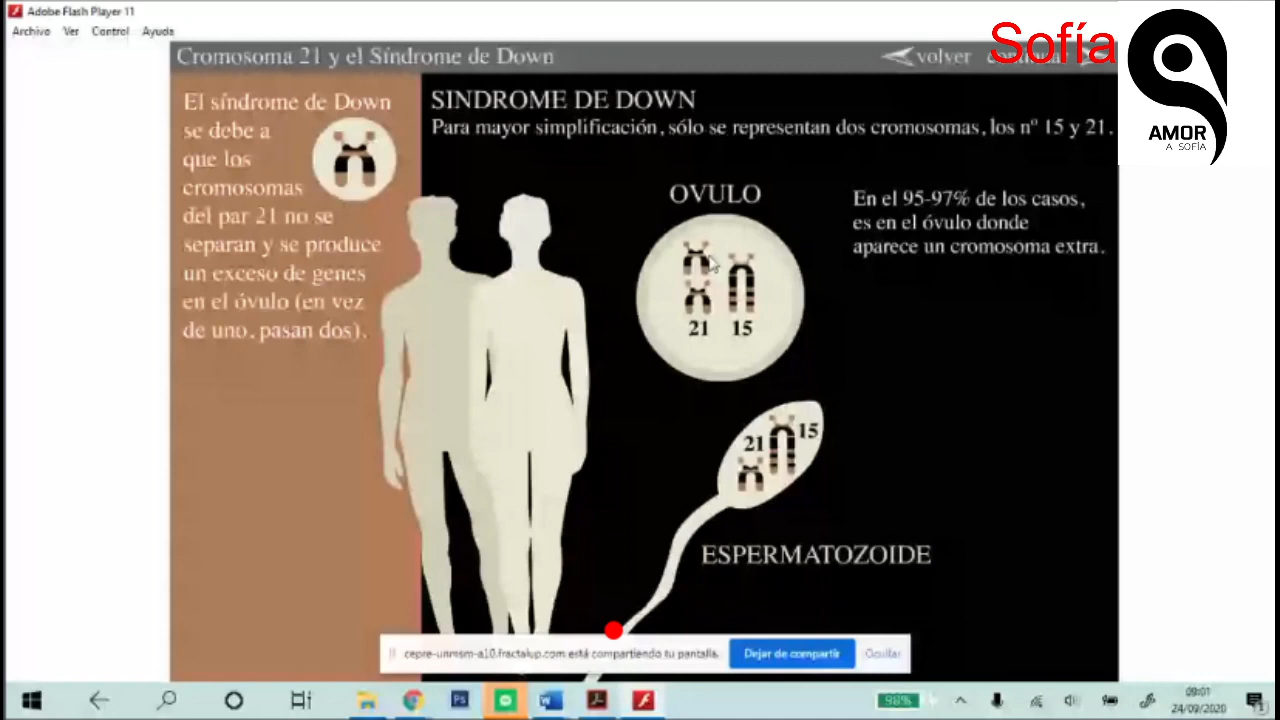 Adobe Flash Player 11
Archivo Ver Control Ayuda
Sofía
AMOR
A SOFÍA
Cromosoma 21 y el Síndrome de Down
volver
El síndrome de Down
se debe a
que los
cromosomas
del par 21 no se
separan y se produce
un exceso de genes
en el óvulo (en vez
de uno, pasan dos).
SINDROME DE DOWN
Para mayor simplificación, sólo se representan dos cromosomas, los nº 15 y 21.
OVULO
21 15
En el 95-97% de los casos,
es en el óvulo donde
aparece un cromosoma extra.
21 15
ESPERMATOZOIDE
cepre-unmsm-a10.fractalup.com está compartiendo tu pantalla.
Dejar de compartir
Ocultar
98%
09:01
24/09/2020